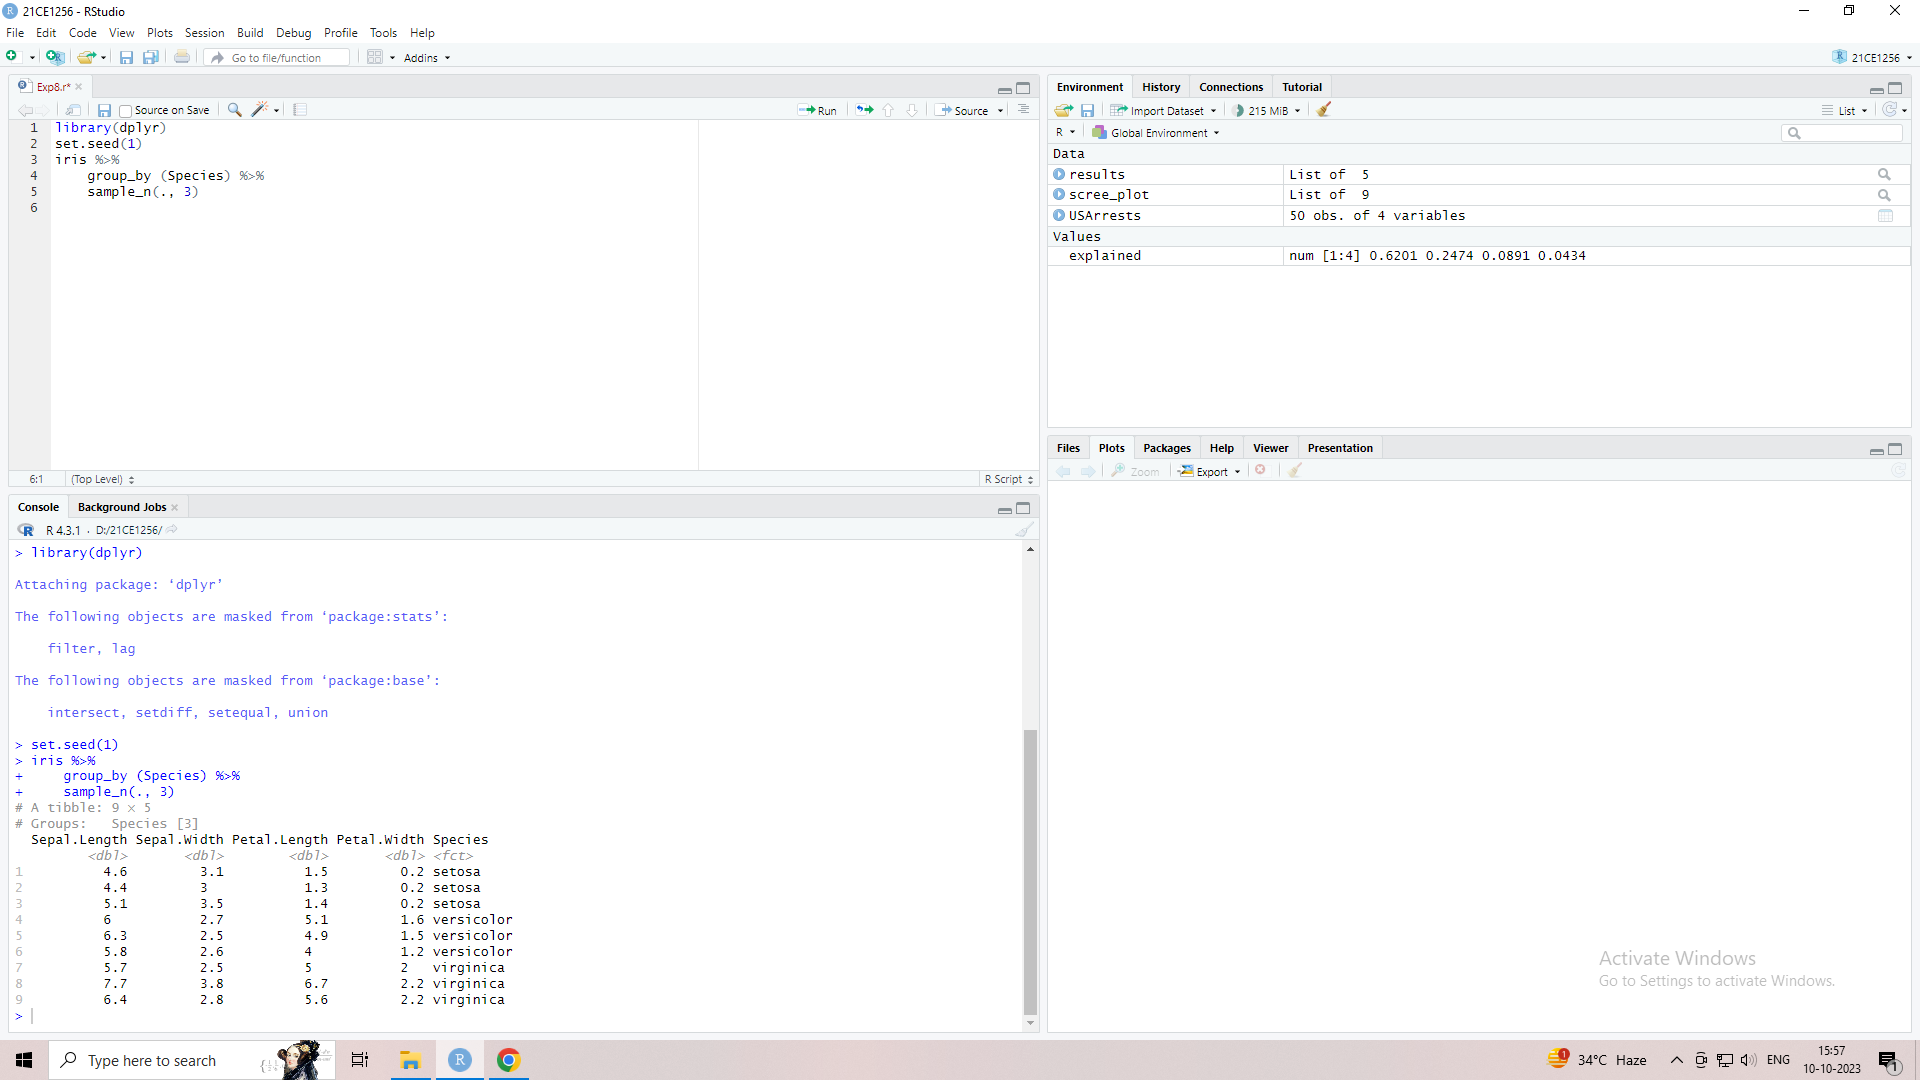 21CE1256 - RStudio
File Edit Code View Plots Session Build Debug Profile Tools Help
Go to file/function Addins 21CE1256
Exp8.r*
Source on Save Run Source
1 library(dplyr)
2 set.seed(1)
3 iris %>%
4 group_by (Species) %>%
5 sample_n(., 3)
6
6:1 (Top Level) R Script
Console Background Jobs
R 4.3.1 · D:/21CE1256/
> library(dplyr)
Attaching package: ‘dplyr’
The following objects are masked from ‘package:stats’:
filter, lag
The following objects are masked from ‘package:base’:
intersect, setdiff, setequal, union
> set.seed(1)
> iris %>%
+ group_by (Species) %>%
+ sample_n(., 3)
# A tibble: 9 × 5
# Groups: Species [3]
Sepal.Length Sepal.Width Petal.Length Petal.Width Species
<dbl> <dbl> <dbl> <dbl> <fct>
1 4.6 3.1 1.5 0.2 setosa
2 4.4 3 1.3 0.2 setosa
3 5.1 3.5 1.4 0.2 setosa
4 6 2.7 5.1 1.6 versicolor
5 6.3 2.5 4.9 1.5 versicolor
6 5.8 2.6 4 1.2 versicolor
7 5.7 2.5 5 2 virginica
8 7.7 3.8 6.7 2.2 virginica
9 6.4 2.8 5.6 2.2 virginica
>
Environment History Connections Tutorial
Import Dataset 215 MiB List
R Global Environment
Data
results List of 5
scree_plot List of 9
USArrests 50 obs. of 4 variables
Values
explained num [1:4] 0.6201 0.2474 0.0891 0.0434
Files Plots Packages Help Viewer Presentation
Zoom Export
Activate Windows
Go to Settings to activate Windows.
Type here to search
1 34°C Haze ENG 15:57
10-10-2023 1